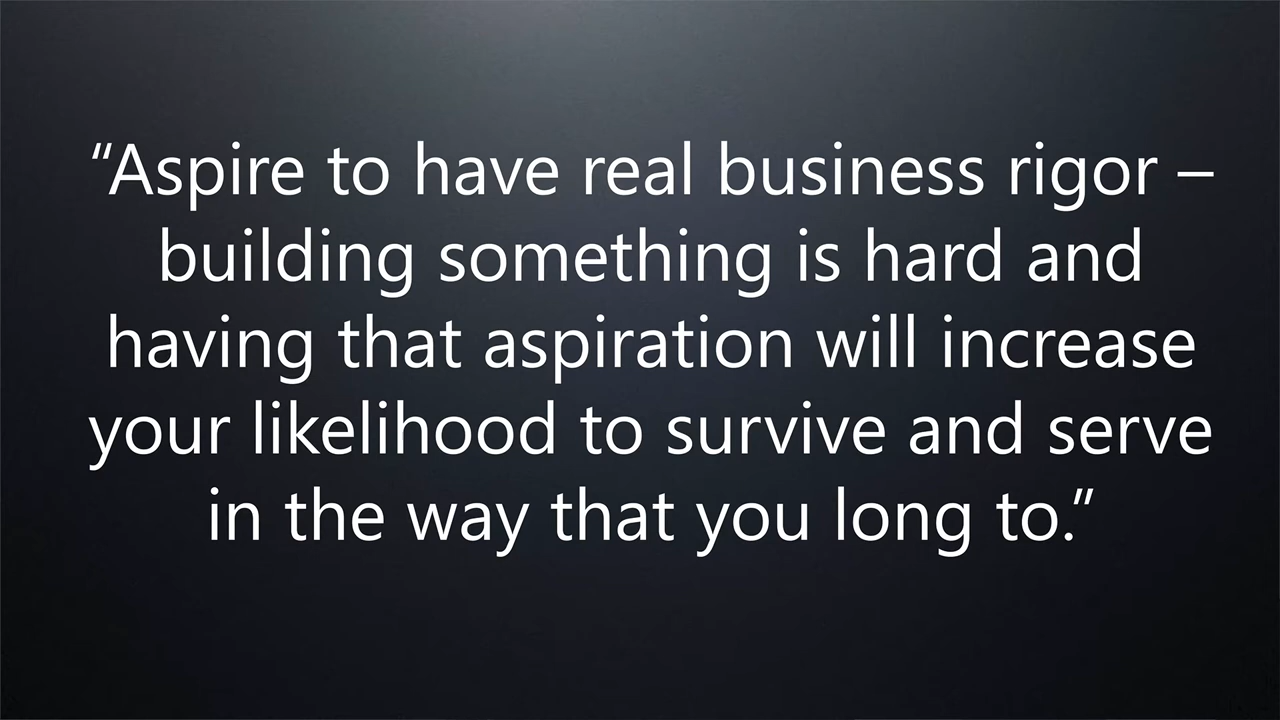 “Aspire to have real business rigor –
building something is hard and
having that aspiration will increase
your likelihood to survive and serve
in the way that you long to.”